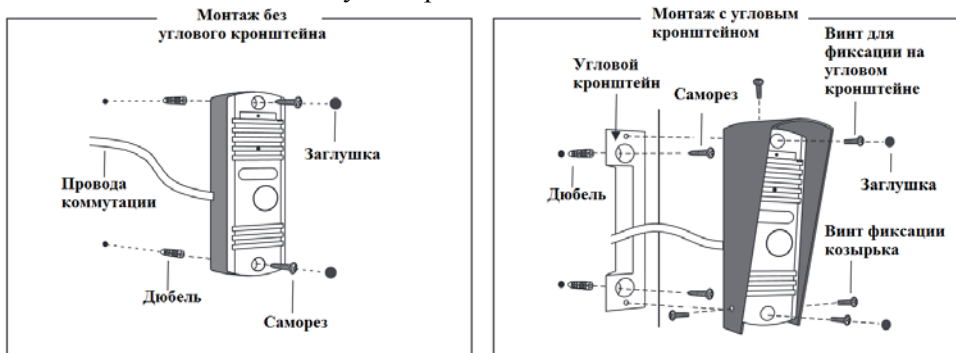 Монтаж без
углового кронштейна
Заглушка
Провода
коммутации
Дюбель
Саморез
Монтаж с угловым
кронштейном
Винт для
фиксации на
угловом
кронштейне
Угловой
кронштейн
Саморез
Дюбель
Заглушка
Винт фиксации
козырька